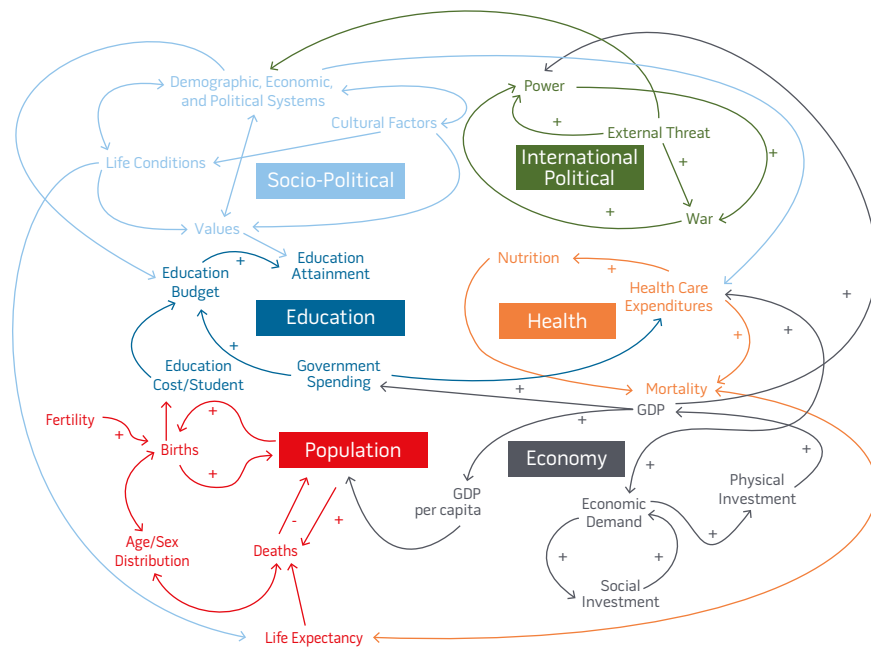 Demographic, Economic,
and Political Systems
Power
+
Cultural Factors
External Threat
+
+
Life Conditions
Socio-Political
International
Political
+
War
+
Values
Education
Attainment
+
Education
Budget
Nutrition
+
Health Care
Expenditures
+
+
Education
Health
+
+
Education
Cost/Student
Government
Spending
+
Mortality
GDP
Fertility
+
+
+
Births
Population
Economy
+
+
GDP
per capita
Economic
Demand
Physical
Investment
-
+
+
Age/Sex
Distribution
Deaths
+
+
Social
Investment
Life Expectancy